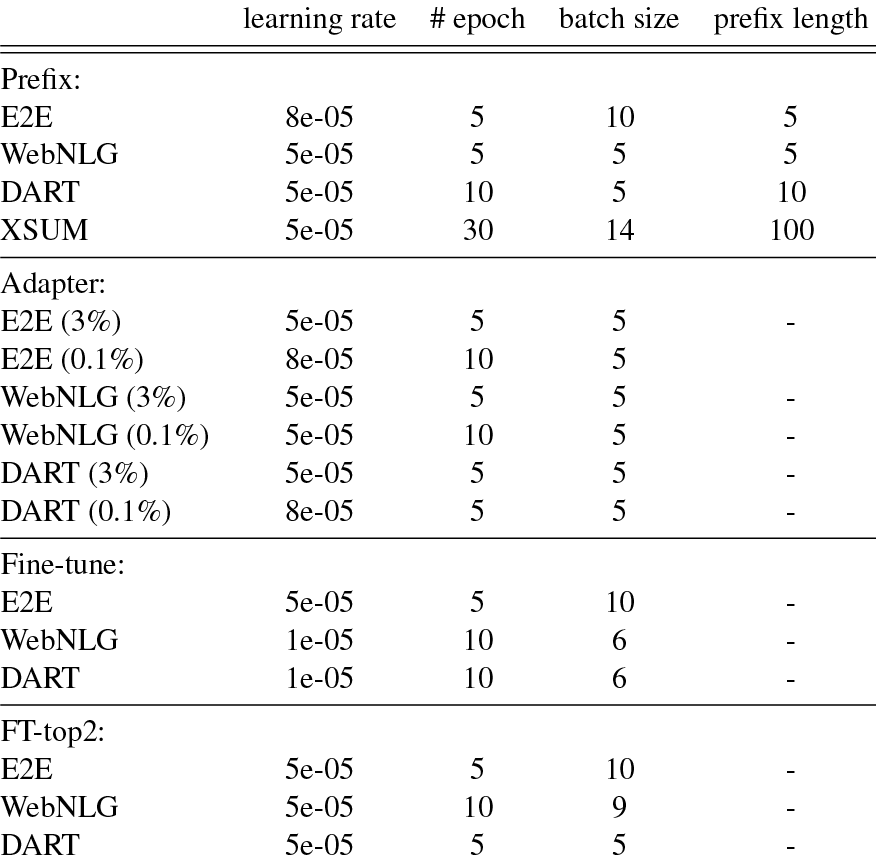 learning rate # epoch batch size prefix length
Prefix:
E2E 8e-05 5 10 5
WebNLG 5e-05 5 5 5
DART 5e-05 10 5 10
XSUM 5e-05 30 14 100
Adapter:
E2E (3%) 5e-05 5 5 -
E2E (0.1%) 8e-05 10 5
WebNLG (3%) 5e-05 5 5 -
WebNLG (0.1%) 5e-05 10 5 -
DART (3%) 5e-05 5 5 -
DART (0.1%) 8e-05 5 5 -
Fine-tune:
E2E 5e-05 5 10 -
WebNLG 1e-05 10 6 -
DART 1e-05 10 6 -
FT-top2:
E2E 5e-05 5 10 -
WebNLG 5e-05 10 9 -
DART 5e-05 5 5 -